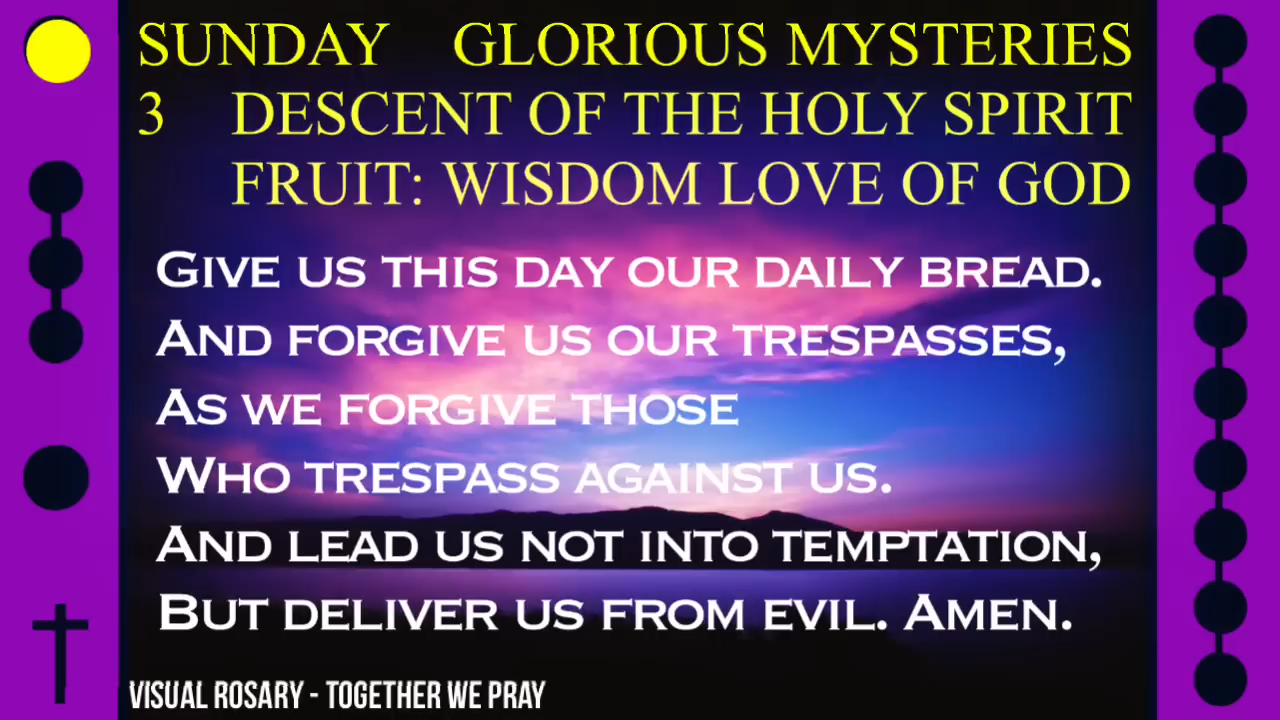 SUNDAY GLORIOUS MYSTERIES
3 DESCENT OF THE HOLY SPIRIT
FRUIT: WISDOM LOVE OF GOD
GIVE US THIS DAY OUR DAILY BREAD.
AND FORGIVE US OUR TRESPASSES,
AS WE FORGIVE THOSE
WHO TRESPASS AGAINST US.
AND LEAD US NOT INTO TEMPTATION,
BUT DELIVER US FROM EVIL. AMEN.
VISUAL ROSARY - TOGETHER WE PRAY